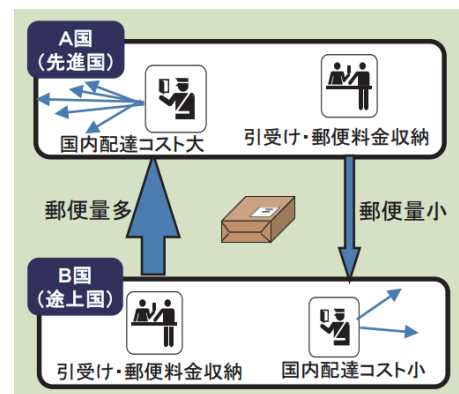 A国
(先進国)
国内配達コスト大
引受け・郵便料金収納
郵便量多
郵便量小
B国
(途上国)
引受け・郵便料金収納
国内配達コスト小